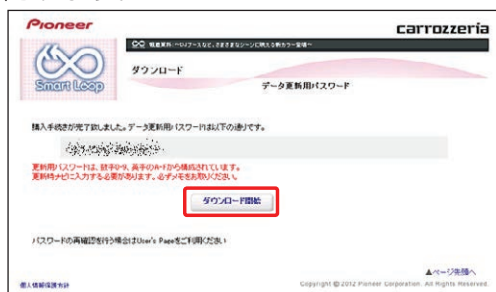 Pioneer
carrozzeria
Smart Loop
ダウンロード
データ更新用パスワード
購入手続きが完了致しました。データ更新用パスワードは以下の通りです。
更新用パスワードは、数字0-9、英字のA-Fから構成されています。
更新時ナビに入力する必要があります。必ずメモをお取りください。
ダウンロード開始
パスワードの再確認を行う場合はUser's Pageをご利用ください
▲ページ先頭へ
個人情報保護方針
Copyright © 2012 Pioneer Corporation. All Rights Reserved.